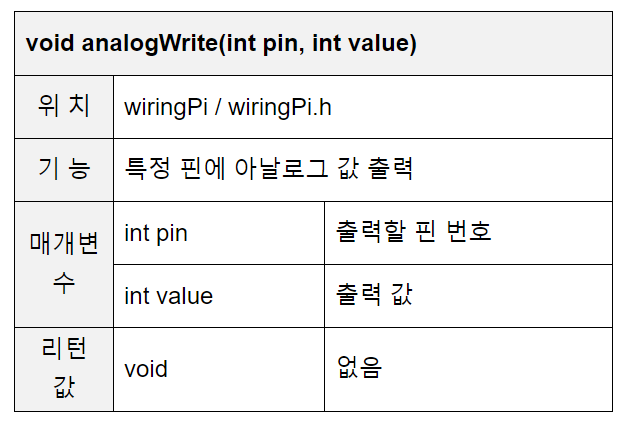 void analogWrite(int pin, int value)
위 치
wiringPi / wiringPi.h
기 능
특정 핀에 아날로그 값 출력
매개변
수
int pin
출력할 핀 번호
int value
출력 값
리턴
값
void
없음